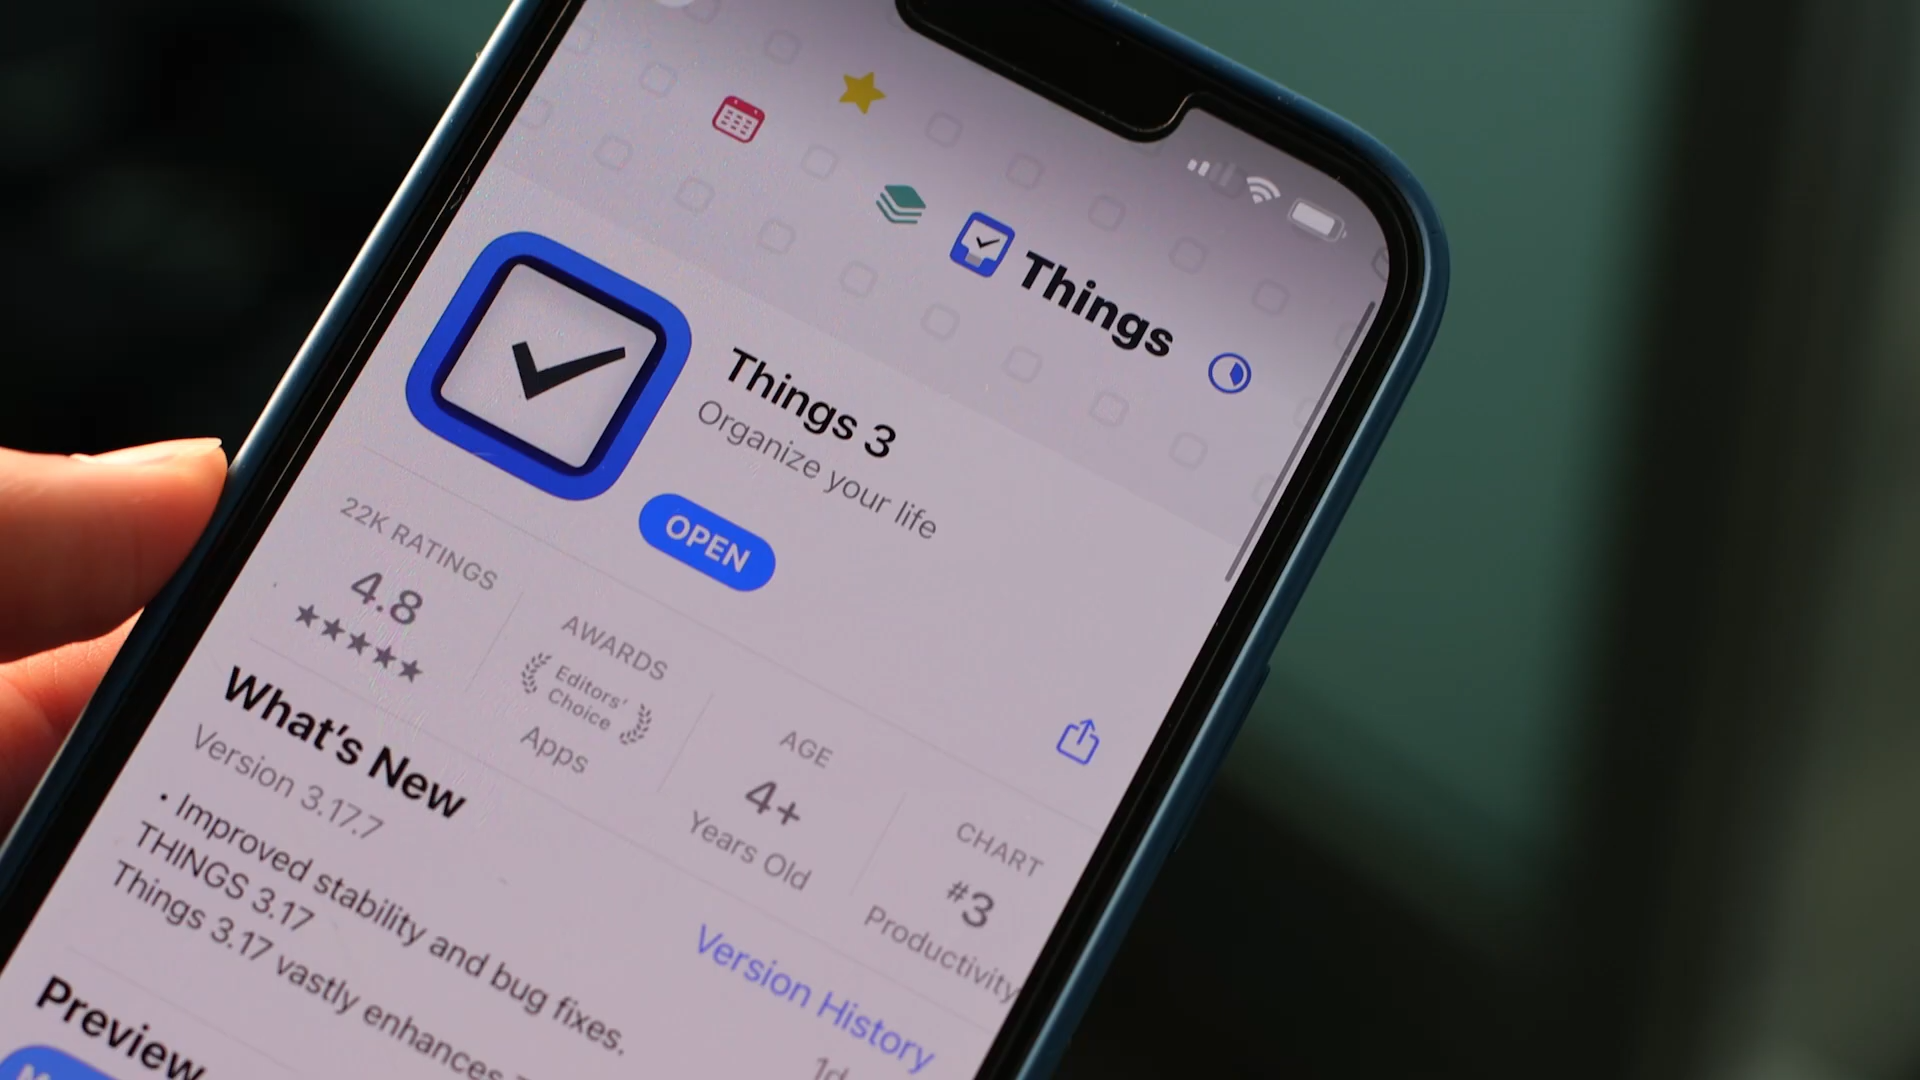 Things
Things 3
Organize your life
OPEN
22K RATINGS
4.8
★★★★★
AWARDS
Editors'
Choice
Apps
AGE
4+
Years Old
CHART
#3
Productivity
What's New
Version History
Version 3.17.7
1d
• Improved stability and bug fixes.
THINGS 3.17
Things 3.17 vastly enhances
Preview